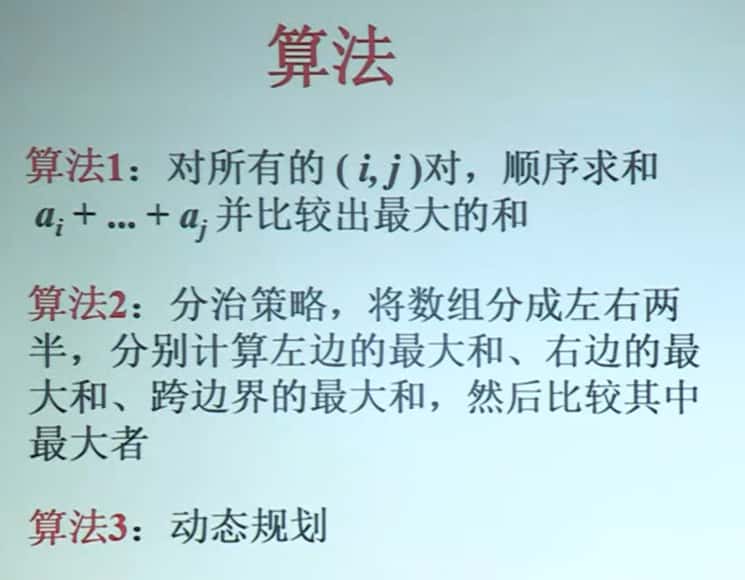 算法
算法1：对所有的 ( i, j )对，顺序求和
aᵢ + ... + aⱼ 并比较出最大的和
算法2：分治策略，将数组分成左右两
半，分别计算左边的最大和、右边的最
大和、跨边界的最大和，然后比较其中
最大者
算法3：动态规划